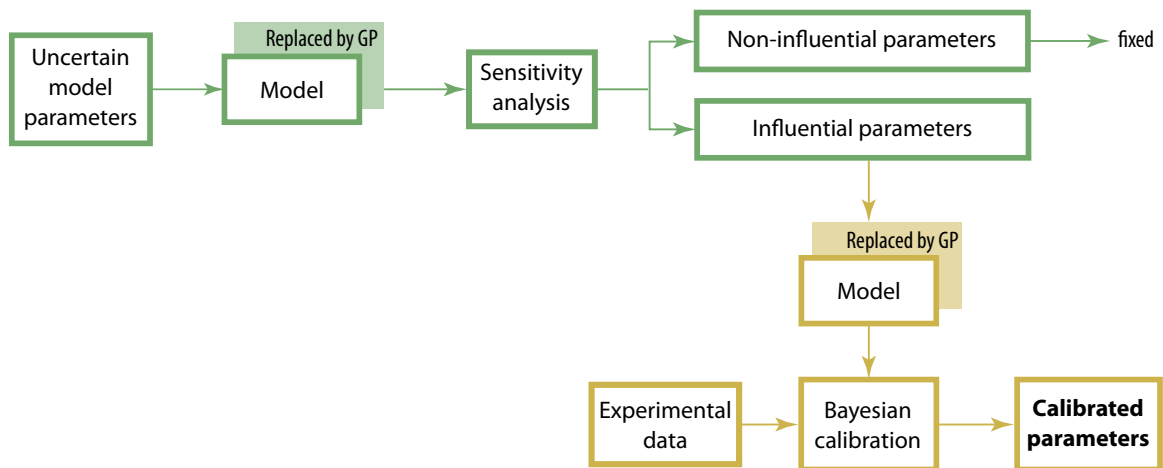 Uncertain
model
parameters
Replaced by GP
Model
Sensitivity
analysis
Non-influential parameters
fixed
Influential parameters
Replaced by GP
Model
Experimental
data
Bayesian
calibration
Calibrated
parameters